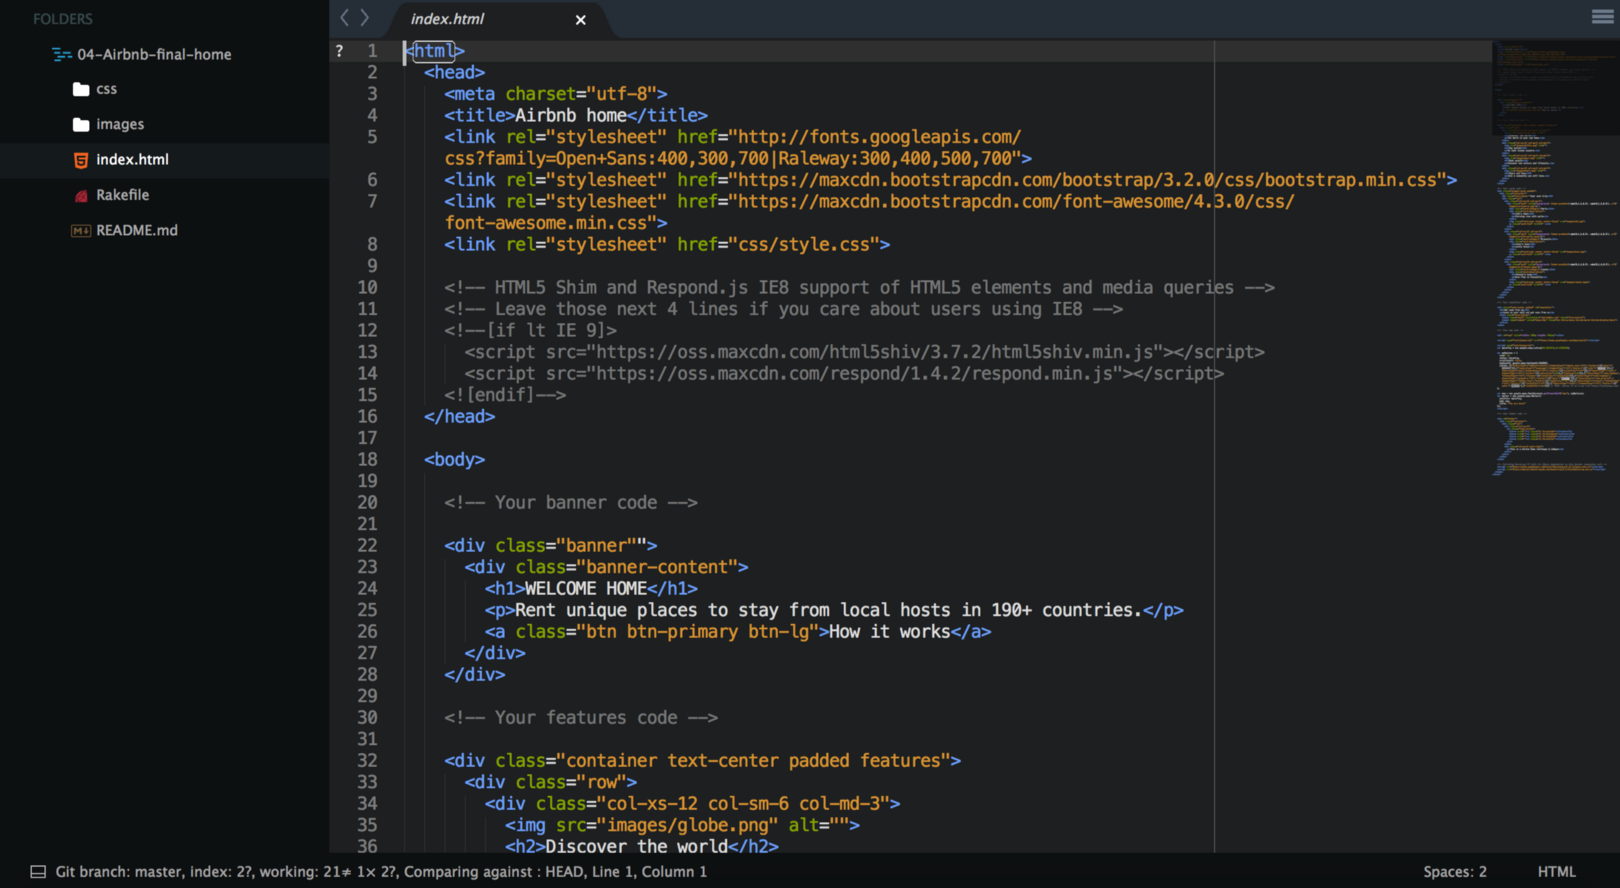 FOLDERS
04-Airbnb-final-home
css
images
index.html
Rakefile
README.md
index.html
? 1 <html>
2 <head>
3 <meta charset="utf-8">
4 <title>Airbnb home</title>
5 <link rel="stylesheet" href="http://fonts.googleapis.com/
css?family=Open+Sans:400,300,700|Raleway:300,400,500,700">
6 <link rel="stylesheet" href="https://maxcdn.bootstrapcdn.com/bootstrap/3.2.0/css/bootstrap.min.css">
7 <link rel="stylesheet" href="https://maxcdn.bootstrapcdn.com/font-awesome/4.3.0/css/
font-awesome.min.css">
8 <link rel="stylesheet" href="css/style.css">
9
10 <!-- HTML5 Shim and Respond.js IE8 support of HTML5 elements and media queries -->
11 <!-- Leave those next 4 lines if you care about users using IE8 -->
12 <!--[if lt IE 9]>
13 <script src="https://oss.maxcdn.com/html5shiv/3.7.2/html5shiv.min.js"></script>
14 <script src="https://oss.maxcdn.com/respond/1.4.2/respond.min.js"></script>
15 <![endif]-->
16 </head>
17
18 <body>
19
20 <!-- Your banner code -->
21
22 <div class="banner"">
23 <div class="banner-content">
24 <h1>WELCOME HOME</h1>
25 <p>Rent unique places to stay from local hosts in 190+ countries.</p>
26 <a class="btn btn-primary btn-lg">How it works</a>
27 </div>
28 </div>
29
30 <!-- Your features code -->
31
32 <div class="container text-center padded features">
33 <div class="row">
34 <div class="col-xs-12 col-sm-6 col-md-3">
35 <img src="images/globe.png" alt="">
36 <h2>Discover the world</h2>
Git branch: master, index: 2?, working: 21≠ 1× 2?, Comparing against : HEAD, Line 1, Column 1
Spaces: 2
HTML